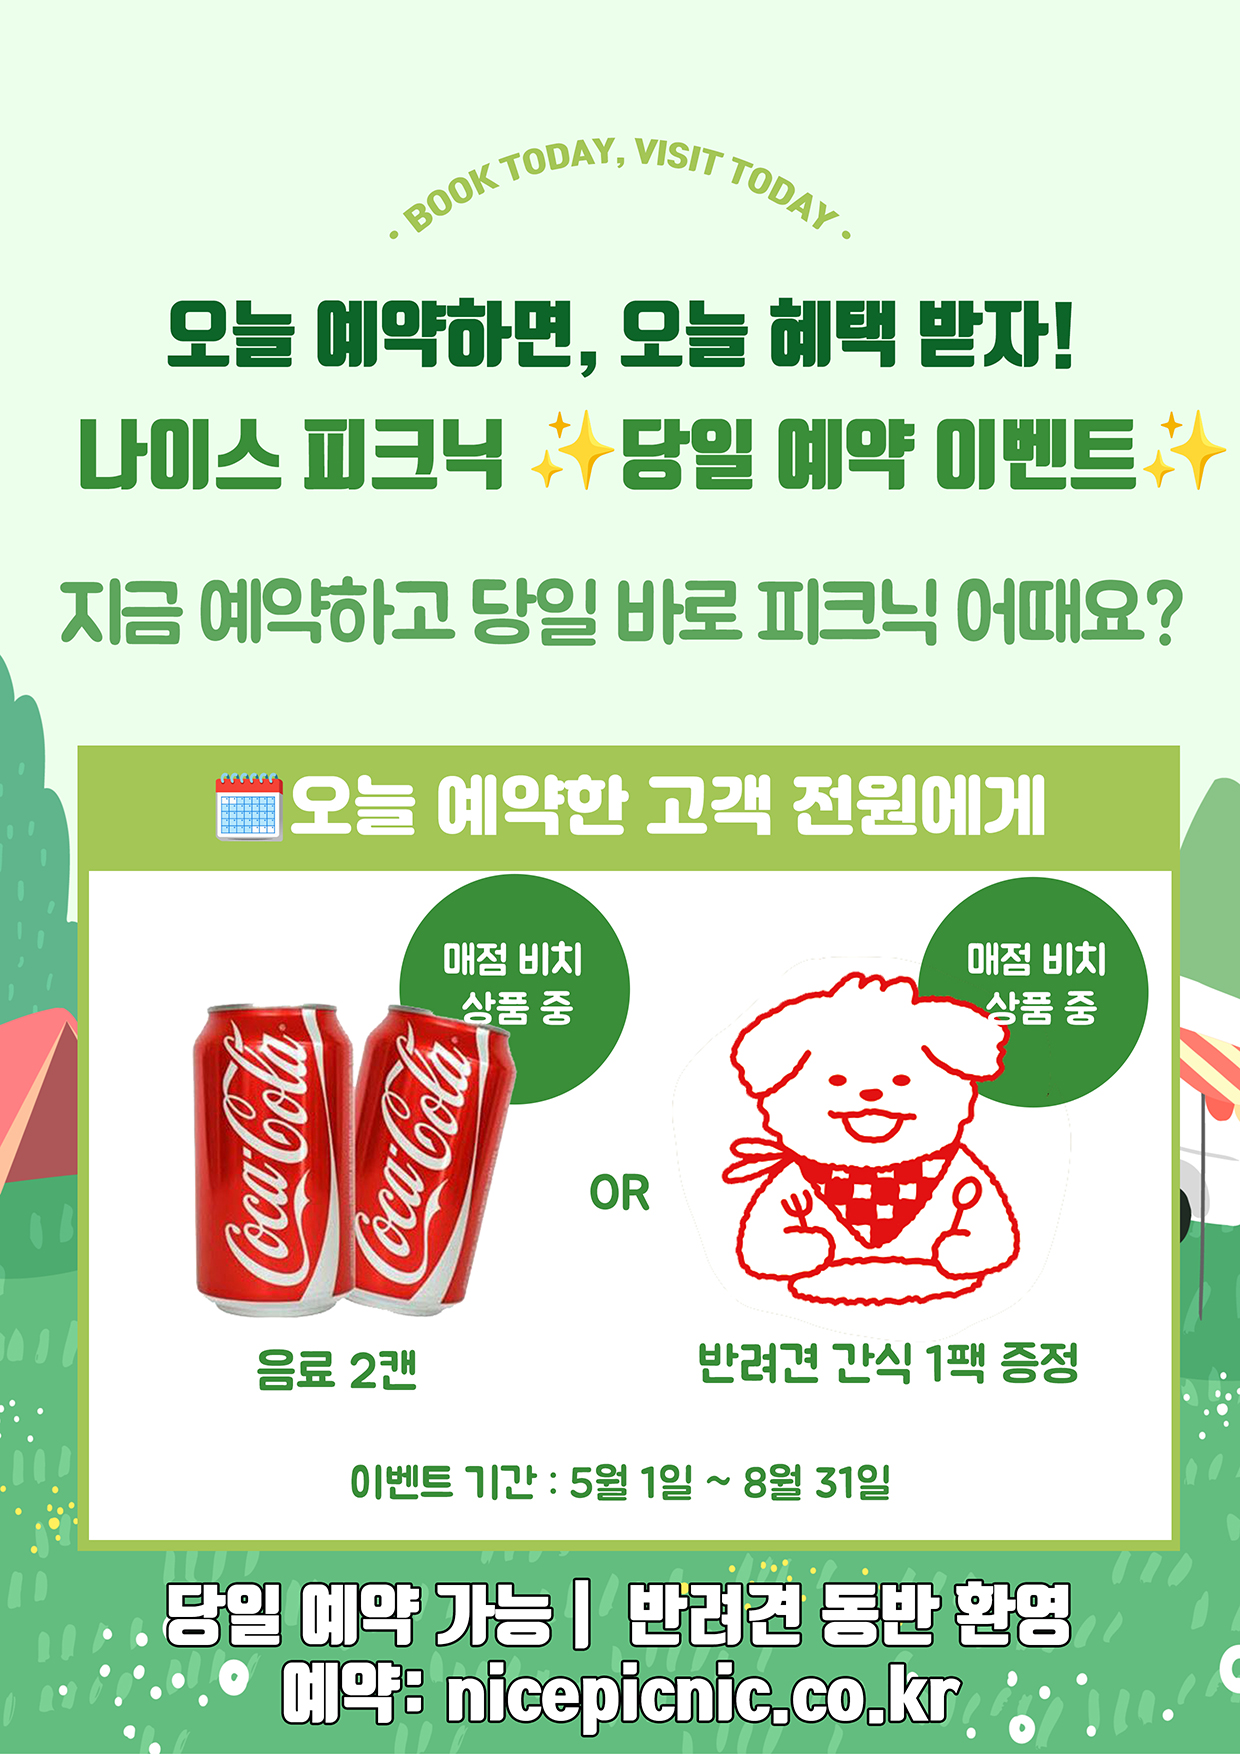 · BOOK TODAY, VISIT TODAY ·
오늘 예약하면, 오늘 혜택 받자!
나이스 피크닉 ✨당일 예약 이벤트✨
지금 예약하고 당일 바로 피크닉 어때요?
오늘 예약한 고객 전원에게
매점 비치
상품 중
매점 비치
상품 중
Coca-Cola
Coca-Cola
OR
음료 2캔
반려견 간식 1팩 증정
이벤트 기간 : 5월 1일 ~ 8월 31일
당일 예약 가능 | 반려견 동반 환영
예약: nicepicnic.co.kr